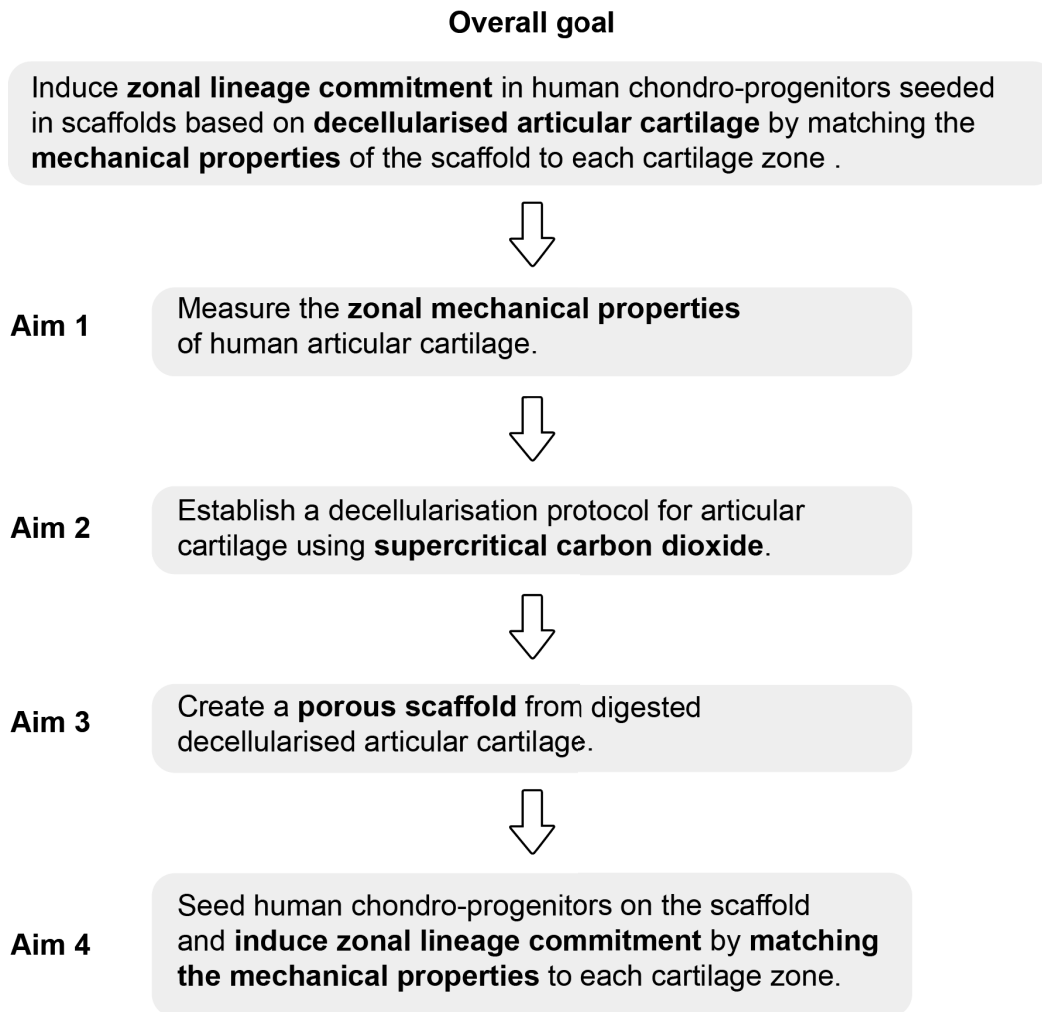 Overall goal
Induce zonal lineage commitment in human chondro-progenitors seeded
in scaffolds based on decellularised articular cartilage by matching the
mechanical properties of the scaffold to each cartilage zone .
Aim 1
Measure the zonal mechanical properties
of human articular cartilage.
Aim 2
Establish a decellularisation protocol for articular
cartilage using supercritical carbon dioxide.
Aim 3
Create a porous scaffold from digested
decellularised articular cartilage.
Aim 4
Seed human chondro-progenitors on the scaffold
and induce zonal lineage commitment by matching
the mechanical properties to each cartilage zone.